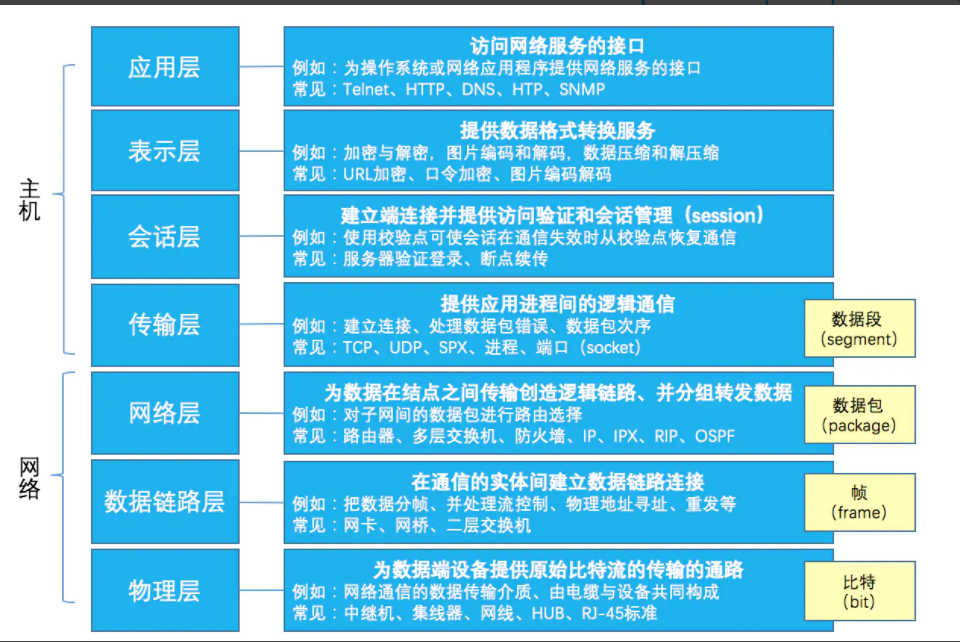 应用层
访问网络服务的接口
例如：为操作系统或网络应用程序提供网络服务的接口
常见：Telnet、HTTP、DNS、HTP、SNMP
表示层
提供数据格式转换服务
例如：加密与解密，图片编码和解码，数据压缩和解压缩
常见：URL加密、口令加密、图片编码解码
主机
会话层
建立端连接并提供访问验证和会话管理（session）
例如：使用校验点可使会话在通信失效时从校验点恢复通信
常见：服务器验证登录、断点续传
传输层
提供应用进程间的逻辑通信
例如：建立连接、处理数据包错误、数据包次序
常见：TCP、UDP、SPX、进程、端口（socket）
数据段
（segment）
网络层
为数据在结点之间传输创造逻辑链路、并分组转发数据
例如：对子网间的数据包进行路由选择
常见：路由器、多层交换机、防火墙、IP、IPX、RIP、OSPF
数据包
（package）
网络
数据链路层
在通信的实体间建立数据链路连接
例如：把数据分帧、并处理流控制、物理地址寻址、重发等
常见：网卡、网桥、二层交换机
帧
（frame）
物理层
为数据端设备提供原始比特流的传输的通路
例如：网络通信的数据传输介质、由电缆与设备共同构成
常见：中继机、集线器、网线、HUB、RJ-45标准
比特
（bit）